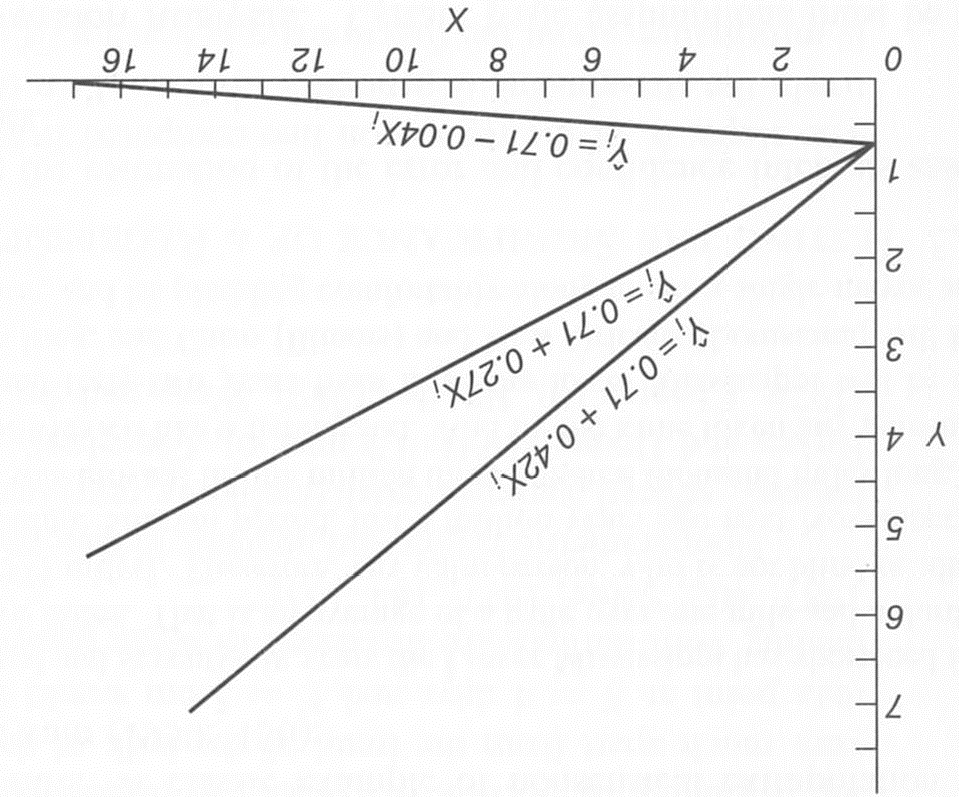 7
6
5
Y 4
3
2
1
Ŷᵢ = 0.71 + 0.42Xᵢ
Ŷᵢ = 0.71 + 0.27Xᵢ
Ŷᵢ = 0.71 − 0.04Xᵢ
0 2 4 6 8 10 12 14 16
X